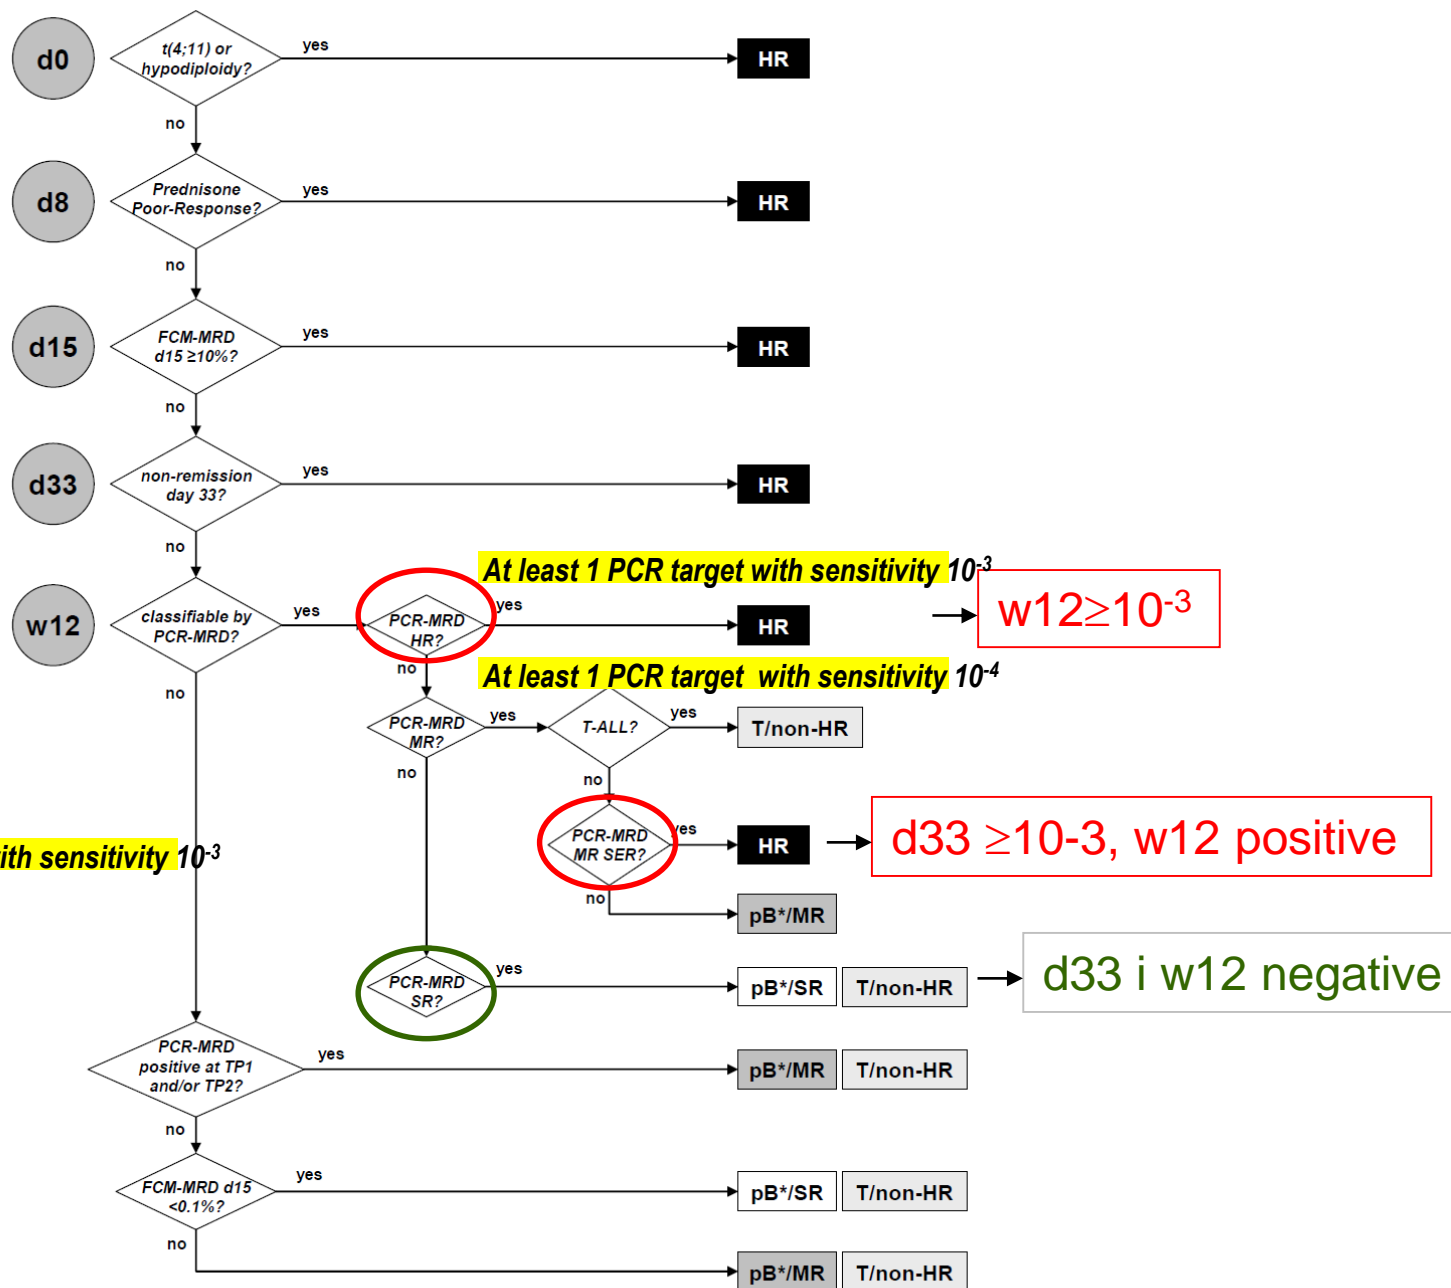 d0
t(4;11) or
hypodiploidy?
yes
HR
no
d8
Prednisone
Poor-Response?
yes
HR
no
d15
FCM-MRD
d15 ≥10%?
yes
HR
no
d33
non-remission
day 33?
yes
HR
no
At least 1 PCR target with sensitivity 10-3
w12
classifiable by
PCR-MRD?
yes
PCR-MRD
HR?
yes
HR
w12≥10-3
no
no
At least 1 PCR target with sensitivity 10-4
PCR-MRD
MR?
yes
T-ALL?
yes
T/non-HR
no
no
PCR-MRD
MR SER?
yes
HR
d33 ≥10-3, w12 positive
ith sensitivity 10-3
no
pB*/MR
PCR-MRD
SR?
yes
pB*/SR
T/non-HR
d33 i w12 negative
PCR-MRD
positive at TP1
and/or TP2?
yes
pB*/MR
T/non-HR
no
FCM-MRD d15
<0.1%?
yes
pB*/SR
T/non-HR
no
pB*/MR
T/non-HR